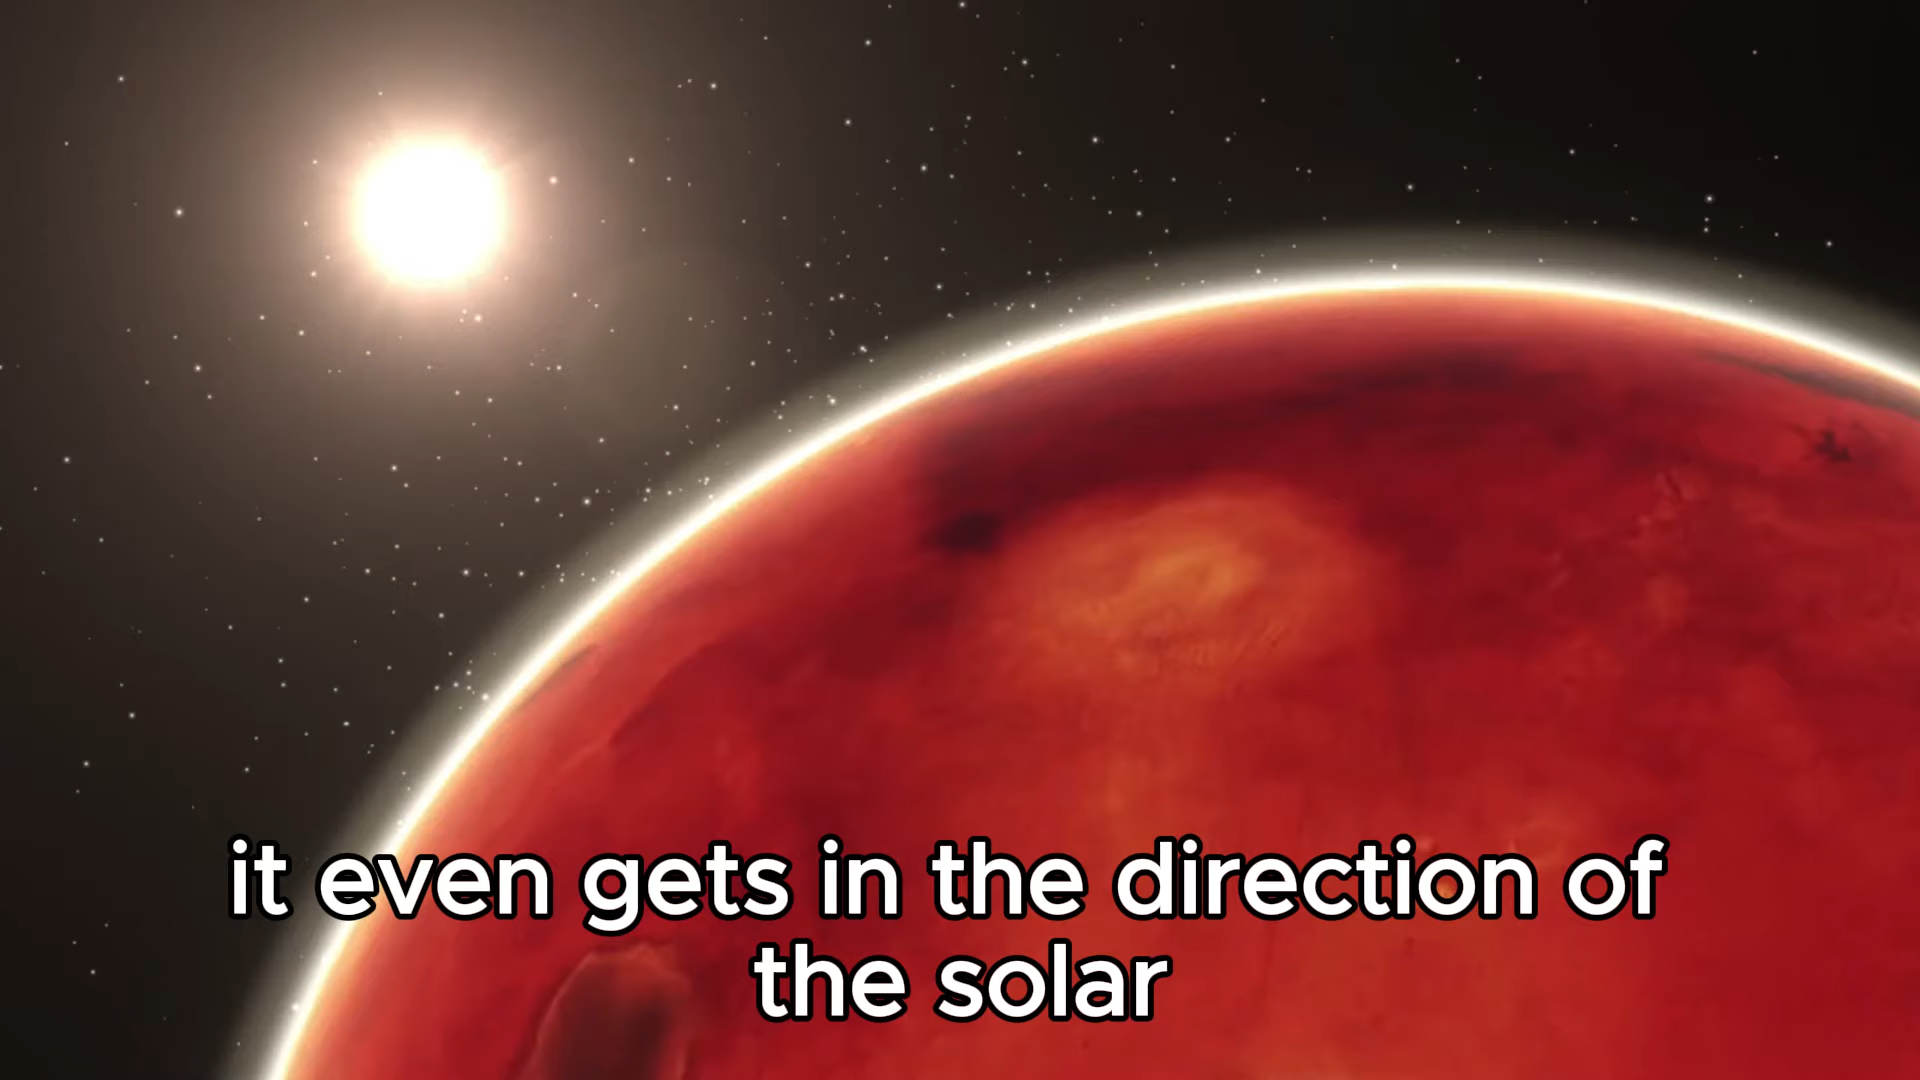 it even gets in the direction of
the solar